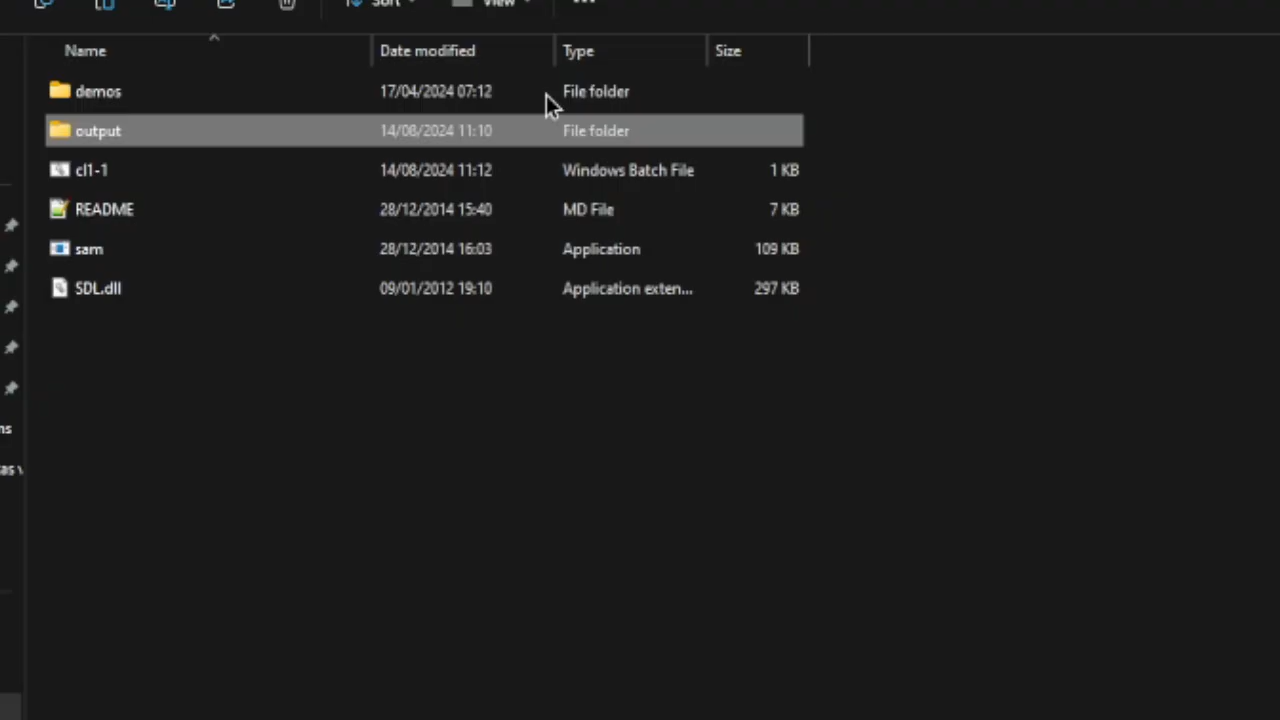 Sort View
Name Date modified Type Size
demos 17/04/2024 07:12 File folder
output 14/08/2024 11:10 File folder
cl1-1 14/08/2024 11:12 Windows Batch File 1 KB
README 28/12/2014 15:40 MD File 7 KB
sam 28/12/2014 16:03 Application 109 KB
SDL.dll 09/01/2012 19:10 Application exten... 297 KB
ns
as v